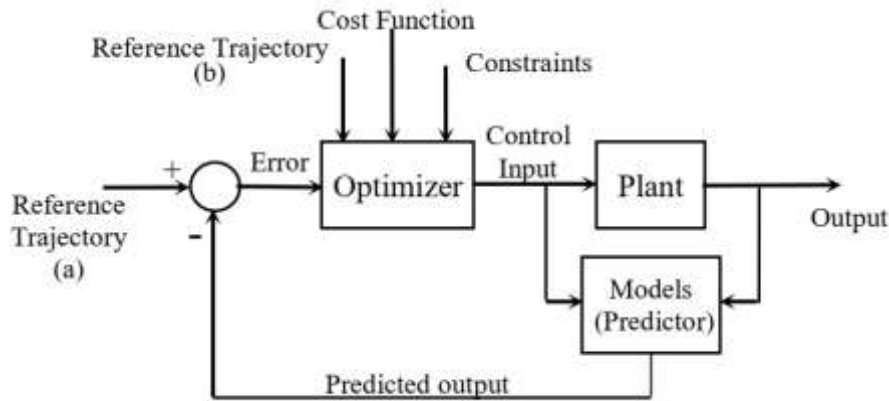 Cost Function
Reference Trajectory
(b)
Constraints
+
Error
Optimizer
Control
Input
Plant
Reference
Trajectory
(a)
-
Output
Models
(Predictor)
Predicted output